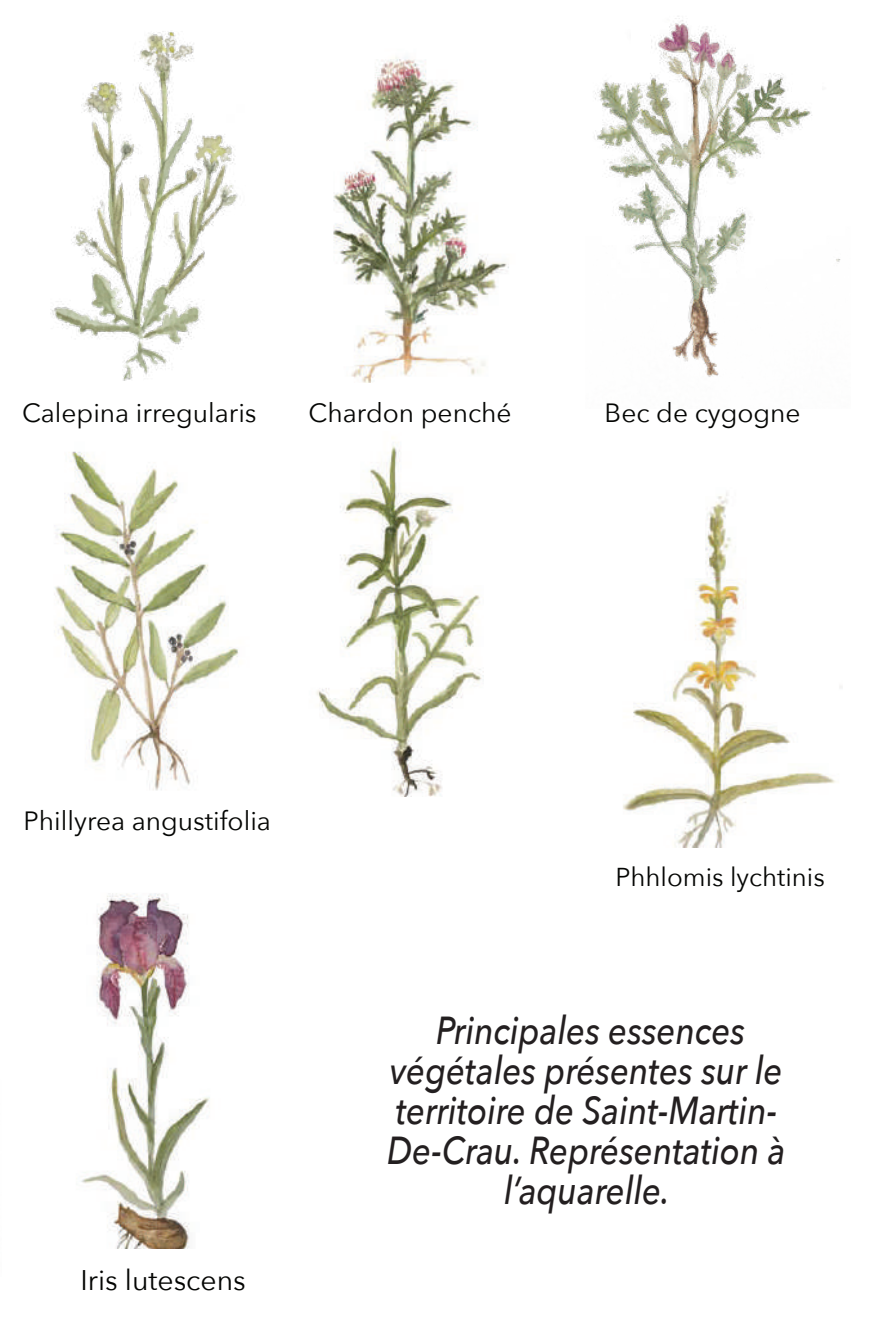 Calepina irregularis
Chardon penché
Bec de cygogne
Phillyrea angustifolia
Phhlomis lychtinis
Iris lutescens
Principales essences
végétales présentes sur le
territoire de Saint-Martin-
De-Crau. Représentation à
l'aquarelle.